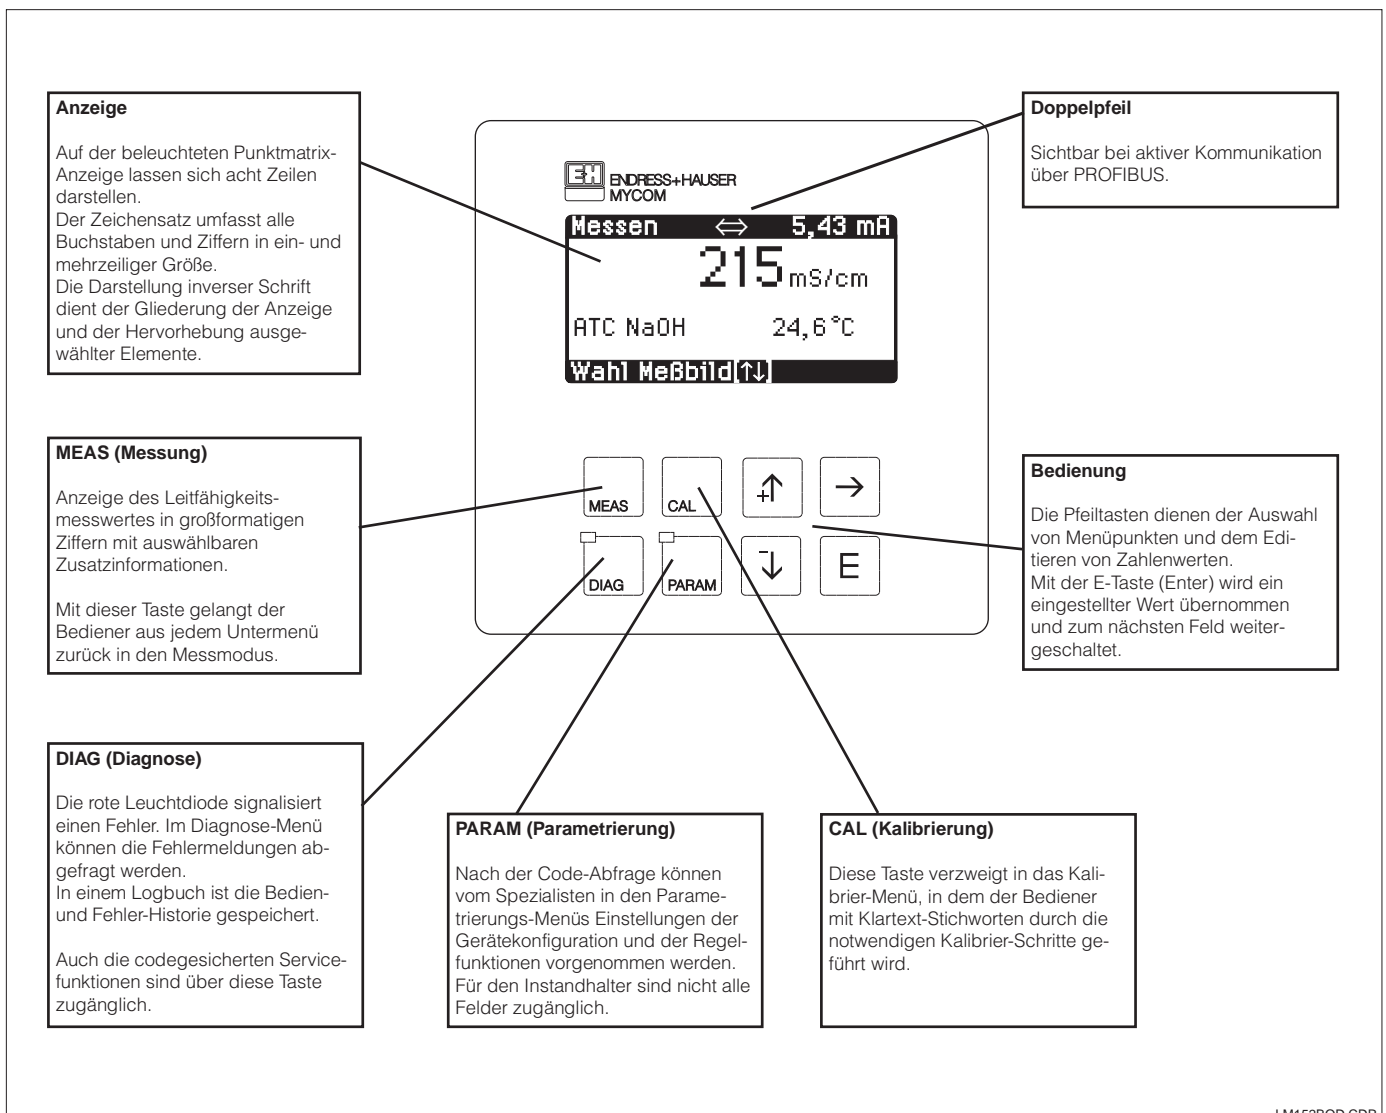 Anzeige
Auf der beleuchteten Punktmatrix-
Anzeige lassen sich acht Zeilen
darstellen.
Der Zeichensatz umfasst alle
Buchstaben und Ziffern in ein- und
mehrzeiliger Größe.
Die Darstellung inverser Schrift
dient der Gliederung der Anzeige
und der Hervorhebung ausge-
wählter Elemente.
MEAS (Messung)
Anzeige des Leitfähigkeits-
messwertes in großformatigen
Ziffern mit auswählbaren
Zusatzinformationen.
Mit dieser Taste gelangt der
Bediener aus jedem Untermenü
zurück in den Messmodus.
DIAG (Diagnose)
Die rote Leuchtdiode signalisiert
einen Fehler. Im Diagnose-Menü
können die Fehlermeldungen ab-
gefragt werden.
In einem Logbuch ist die Bedien-
und Fehler-Historie gespeichert.
Auch die codegesicherten Service-
funktionen sind über diese Taste
zugänglich.
EH ENDRESS+HAUSER
MYCOM
Messen ⇔ 5,43 mA
215 mS/cm
ATC NaOH 24,6°C
Wahl Meßbild[↑↓]
MEAS CAL +↑ →
DIAG PARAM -↓ E
Doppelpfeil
Sichtbar bei aktiver Kommunikation
über PROFIBUS.
Bedienung
Die Pfeiltasten dienen der Auswahl
von Menüpunkten und dem Edi-
tieren von Zahlenwerten.
Mit der E-Taste (Enter) wird ein
eingestellter Wert übernommen
und zum nächsten Feld weiter-
geschaltet.
PARAM (Parametrierung)
Nach der Code-Abfrage können
vom Spezialisten in den Parame-
trierungs-Menüs Einstellungen der
Gerätekonfiguration und der Regel-
funktionen vorgenommen werden.
Für den Instandhalter sind nicht alle
Felder zugänglich.
CAL (Kalibrierung)
Diese Taste verzweigt in das Kali-
brier-Menü, in dem der Bediener
mit Klartext-Stichworten durch die
notwendigen Kalibrier-Schritte ge-
führt wird.